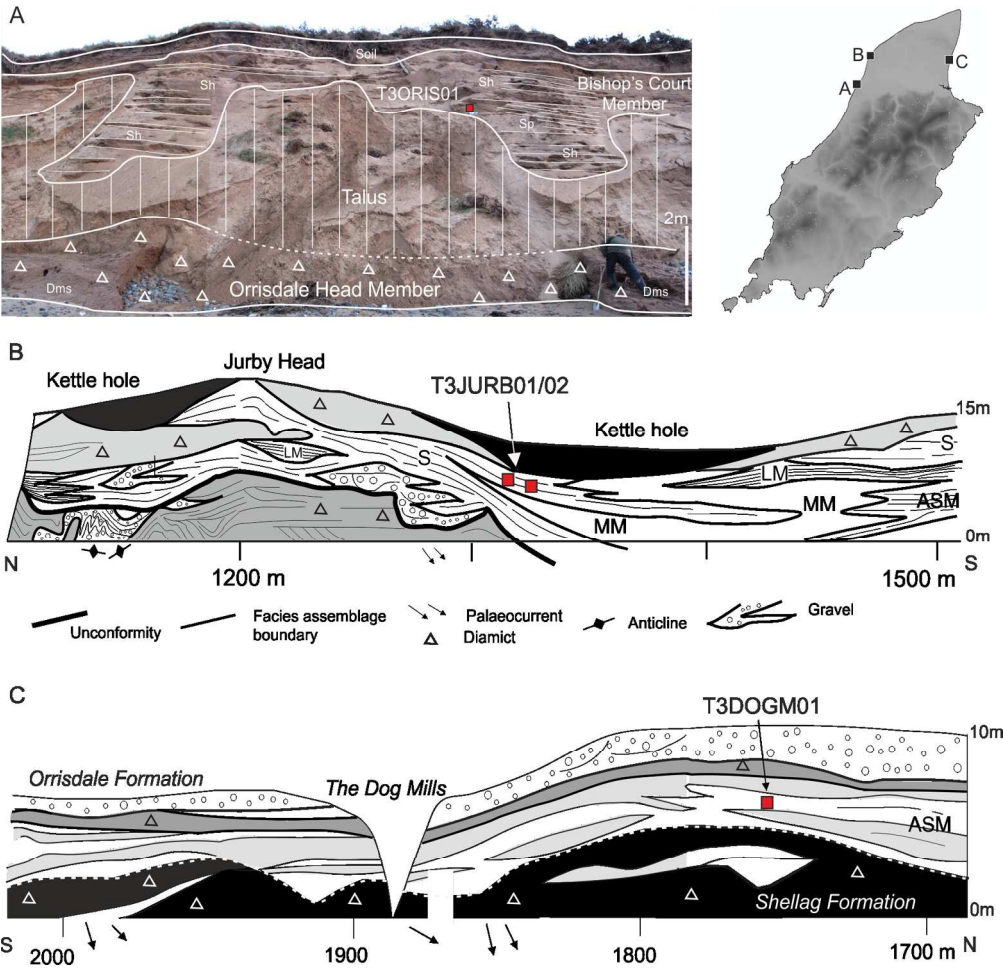 A
Soil
Sh
Sh
Bishop's Court
Member
T3ORIS01
Sp
Sh
Sh
Talus
2m
Orrisdale Head Member
Dms
Dms
B
C
A
B
Jurby Head
Kettle hole
T3JURB01/02
Kettle hole
15m
LM
S
LM
S
MM
MM
ASM
0m
N
S
1200 m
1500 m
Unconformity
Facies assemblage
boundary
Palaeocurrent
Diamict
Anticline
Gravel
C
T3DOGM01
10m
Orrisdale Formation
The Dog Mills
ASM
Shellag Formation
0m
S
2000
1900
1800
1700 m
N